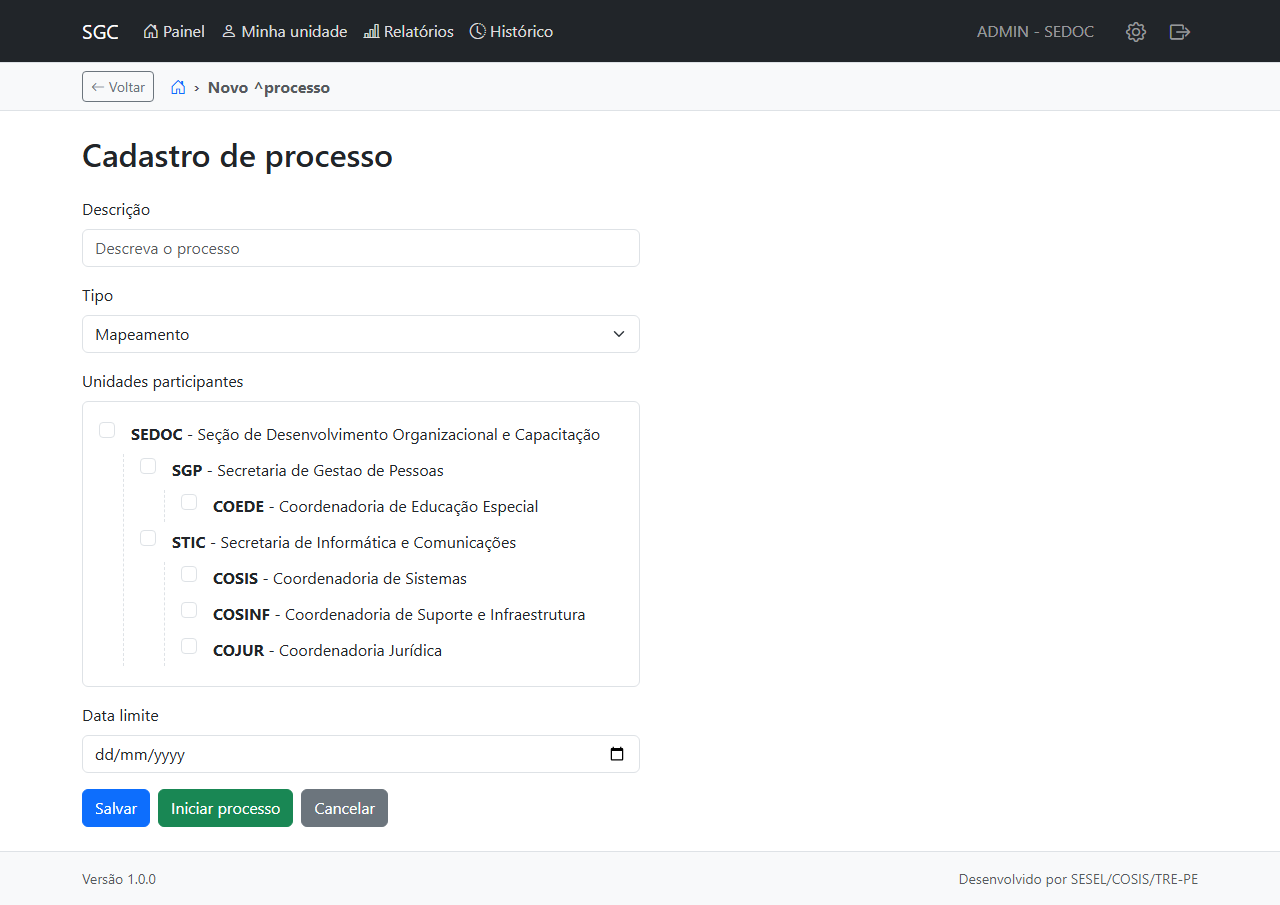 SGC Painel Minha unidade Relatórios Histórico ADMIN - SEDOC
Voltar › Novo ^processo
Cadastro de processo
Descrição
Descreva o processo
Tipo
Mapeamento
Unidades participantes
SEDOC - Seção de Desenvolvimento Organizacional e Capacitação
SGP - Secretaria de Gestao de Pessoas
COEDE - Coordenadoria de Educação Especial
STIC - Secretaria de Informática e Comunicações
COSIS - Coordenadoria de Sistemas
COSINF - Coordenadoria de Suporte e Infraestrutura
COJUR - Coordenadoria Jurídica
Data limite
dd/mm/yyyy
Salvar Iniciar processo Cancelar
Versão 1.0.0 Desenvolvido por SESEL/COSIS/TRE-PE